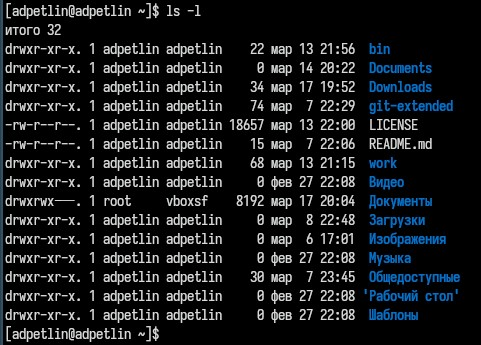 [adpetlin@adpetlin ~]$ ls -l
итого 32
drwxr-xr-x. 1 adpetlin adpetlin    22 мар 13 21:56  bin
drwxr-xr-x. 1 adpetlin adpetlin     0 мар 14 20:22  Documents
drwxr-xr-x. 1 adpetlin adpetlin    34 мар 17 19:52  Downloads
drwxr-xr-x. 1 adpetlin adpetlin    74 мар  7 22:29  git-extended
-rw-r--r--. 1 adpetlin adpetlin 18657 мар 13 22:00  LICENSE
-rw-r--r--. 1 adpetlin adpetlin    15 мар  7 22:06  README.md
drwxr-xr-x. 1 adpetlin adpetlin    68 мар 13 21:15  work
drwxr-xr-x. 1 adpetlin adpetlin     0 фев 27 22:08  Видео
drwxrwx---. 1 root     vboxsf    8192 мар 17 20:04  Документы
drwxr-xr-x. 1 adpetlin adpetlin     0 мар  8 22:48  Загрузки
drwxr-xr-x. 1 adpetlin adpetlin     0 мар  6 17:01  Изображения
drwxr-xr-x. 1 adpetlin adpetlin     0 фев 27 22:08  Музыка
drwxr-xr-x. 1 adpetlin adpetlin    30 мар  7 23:45  Общедоступные
drwxr-xr-x. 1 adpetlin adpetlin     0 фев 27 22:08 'Рабочий стол'
drwxr-xr-x. 1 adpetlin adpetlin     0 фев 27 22:08  Шаблоны
[adpetlin@adpetlin ~]$